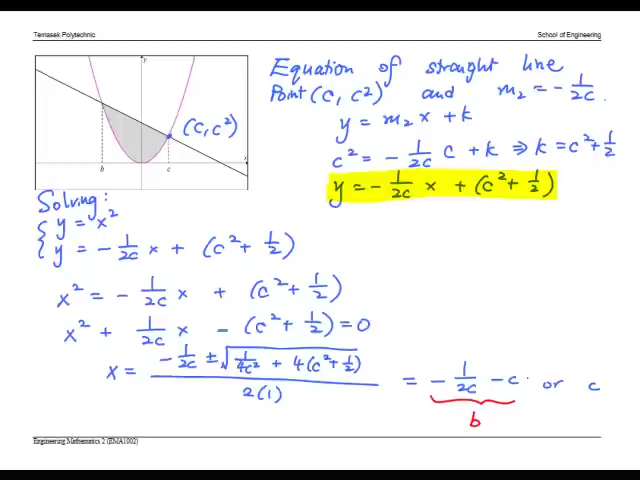 Temasek Polytechnic
School of Engineering
y
(c, c²)
b
c
x
Equation of straight line
Point (c, c²) and m₂ = -1/2c.
y = m₂ x + k
c² = -1/2c c + k ⇒ k = c² + 1/2
y = -1/2c x + (c² + 1/2)
Solving:
{ y = x²
{ y = -1/2c x + (c² + 1/2)
x² = -1/2c x + (c² + 1/2)
x² + 1/2c x - (c² + 1/2) = 0
x = (-1/2c ± √(1/4c² + 4(c² + 1/2))) / 2(1) = -1/2c - c. or c
b
Engineering Mathematics 2 (EMA1002)